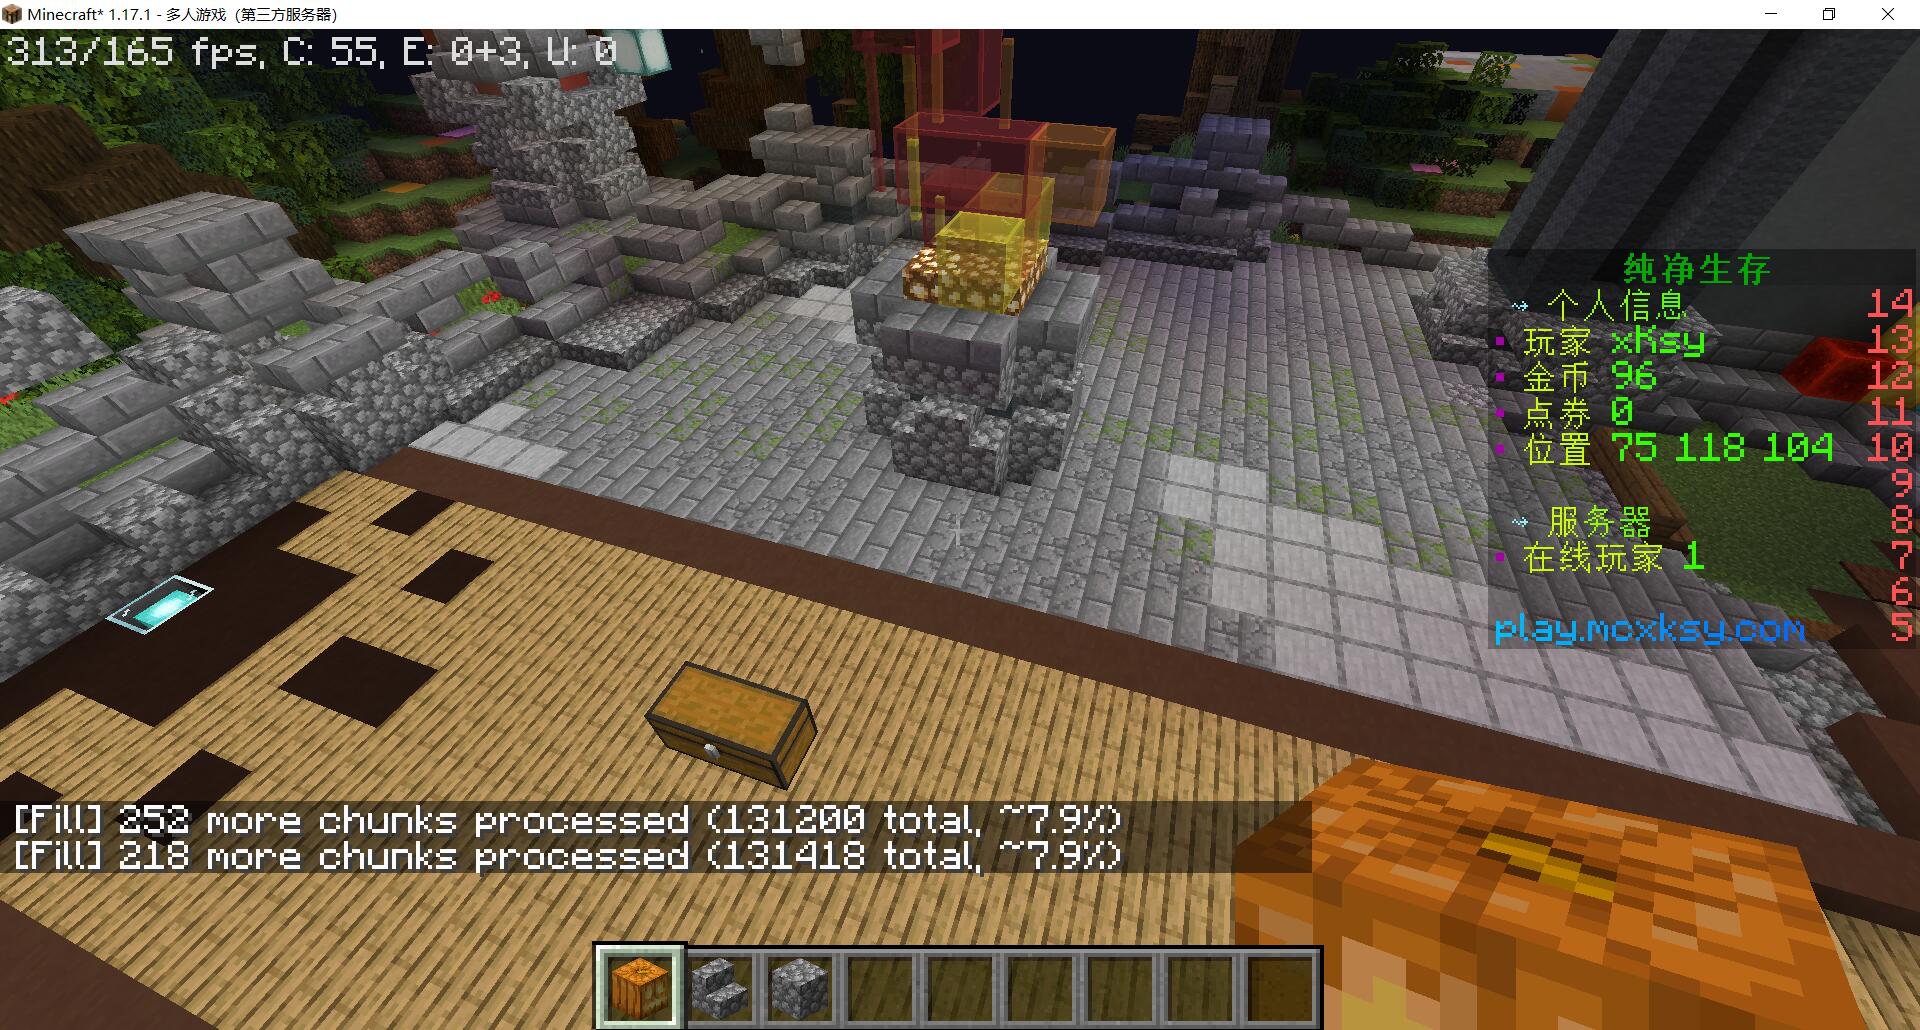 Minecraft* 1.17.1 - 多人游戏（第三方服务器）
313/165 fps, C: 55, E: 0+3, U: 0
纯净生存
⇝ 个人信息 14
▪ 玩家 xKsy 13
▪ 金币 96 12
▪ 点券 0 11
▪ 位置 75 118 104 10
9
⇝ 服务器 8
▪ 在线玩家 1 7
6
play.mcxksy.com 5
[Fill] 252 more chunks processed (131200 total, ~7.9%)
[Fill] 218 more chunks processed (131418 total, ~7.9%)